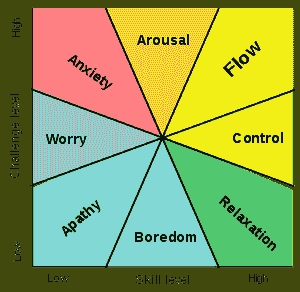 High
Arousal
Flow
Anxiety
Challenge level
Worry
Control
Apathy
Relaxation
Boredom
Low
Low
Skill level
High